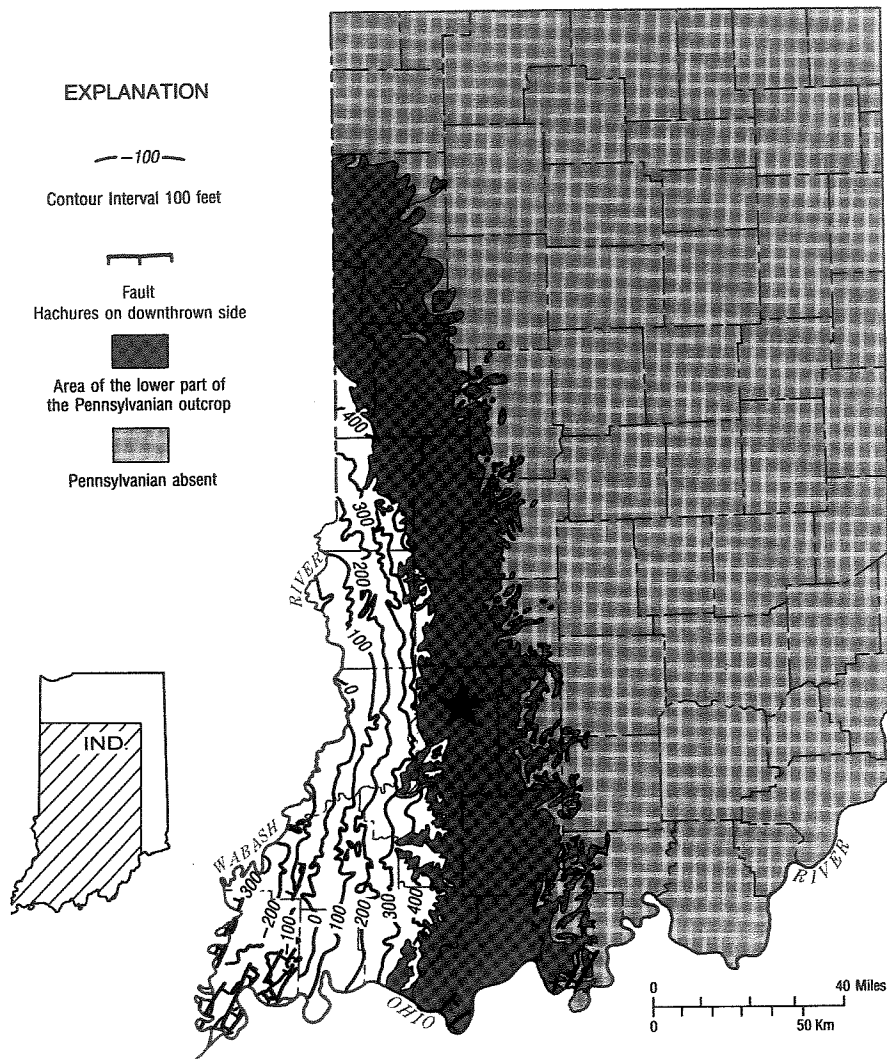 EXPLANATION
-100
Contour Interval 100 feet
Fault
Hachures on downthrown side
Area of the lower part of
the Pennsylvanian outcrop
Pennsylvanian absent
IND.
400
300
RIVER
200
100
0
WABASH
300
-200
-100
0
100
200
300
400
OHIO
RIVER
0 40 Miles
0 50 Km